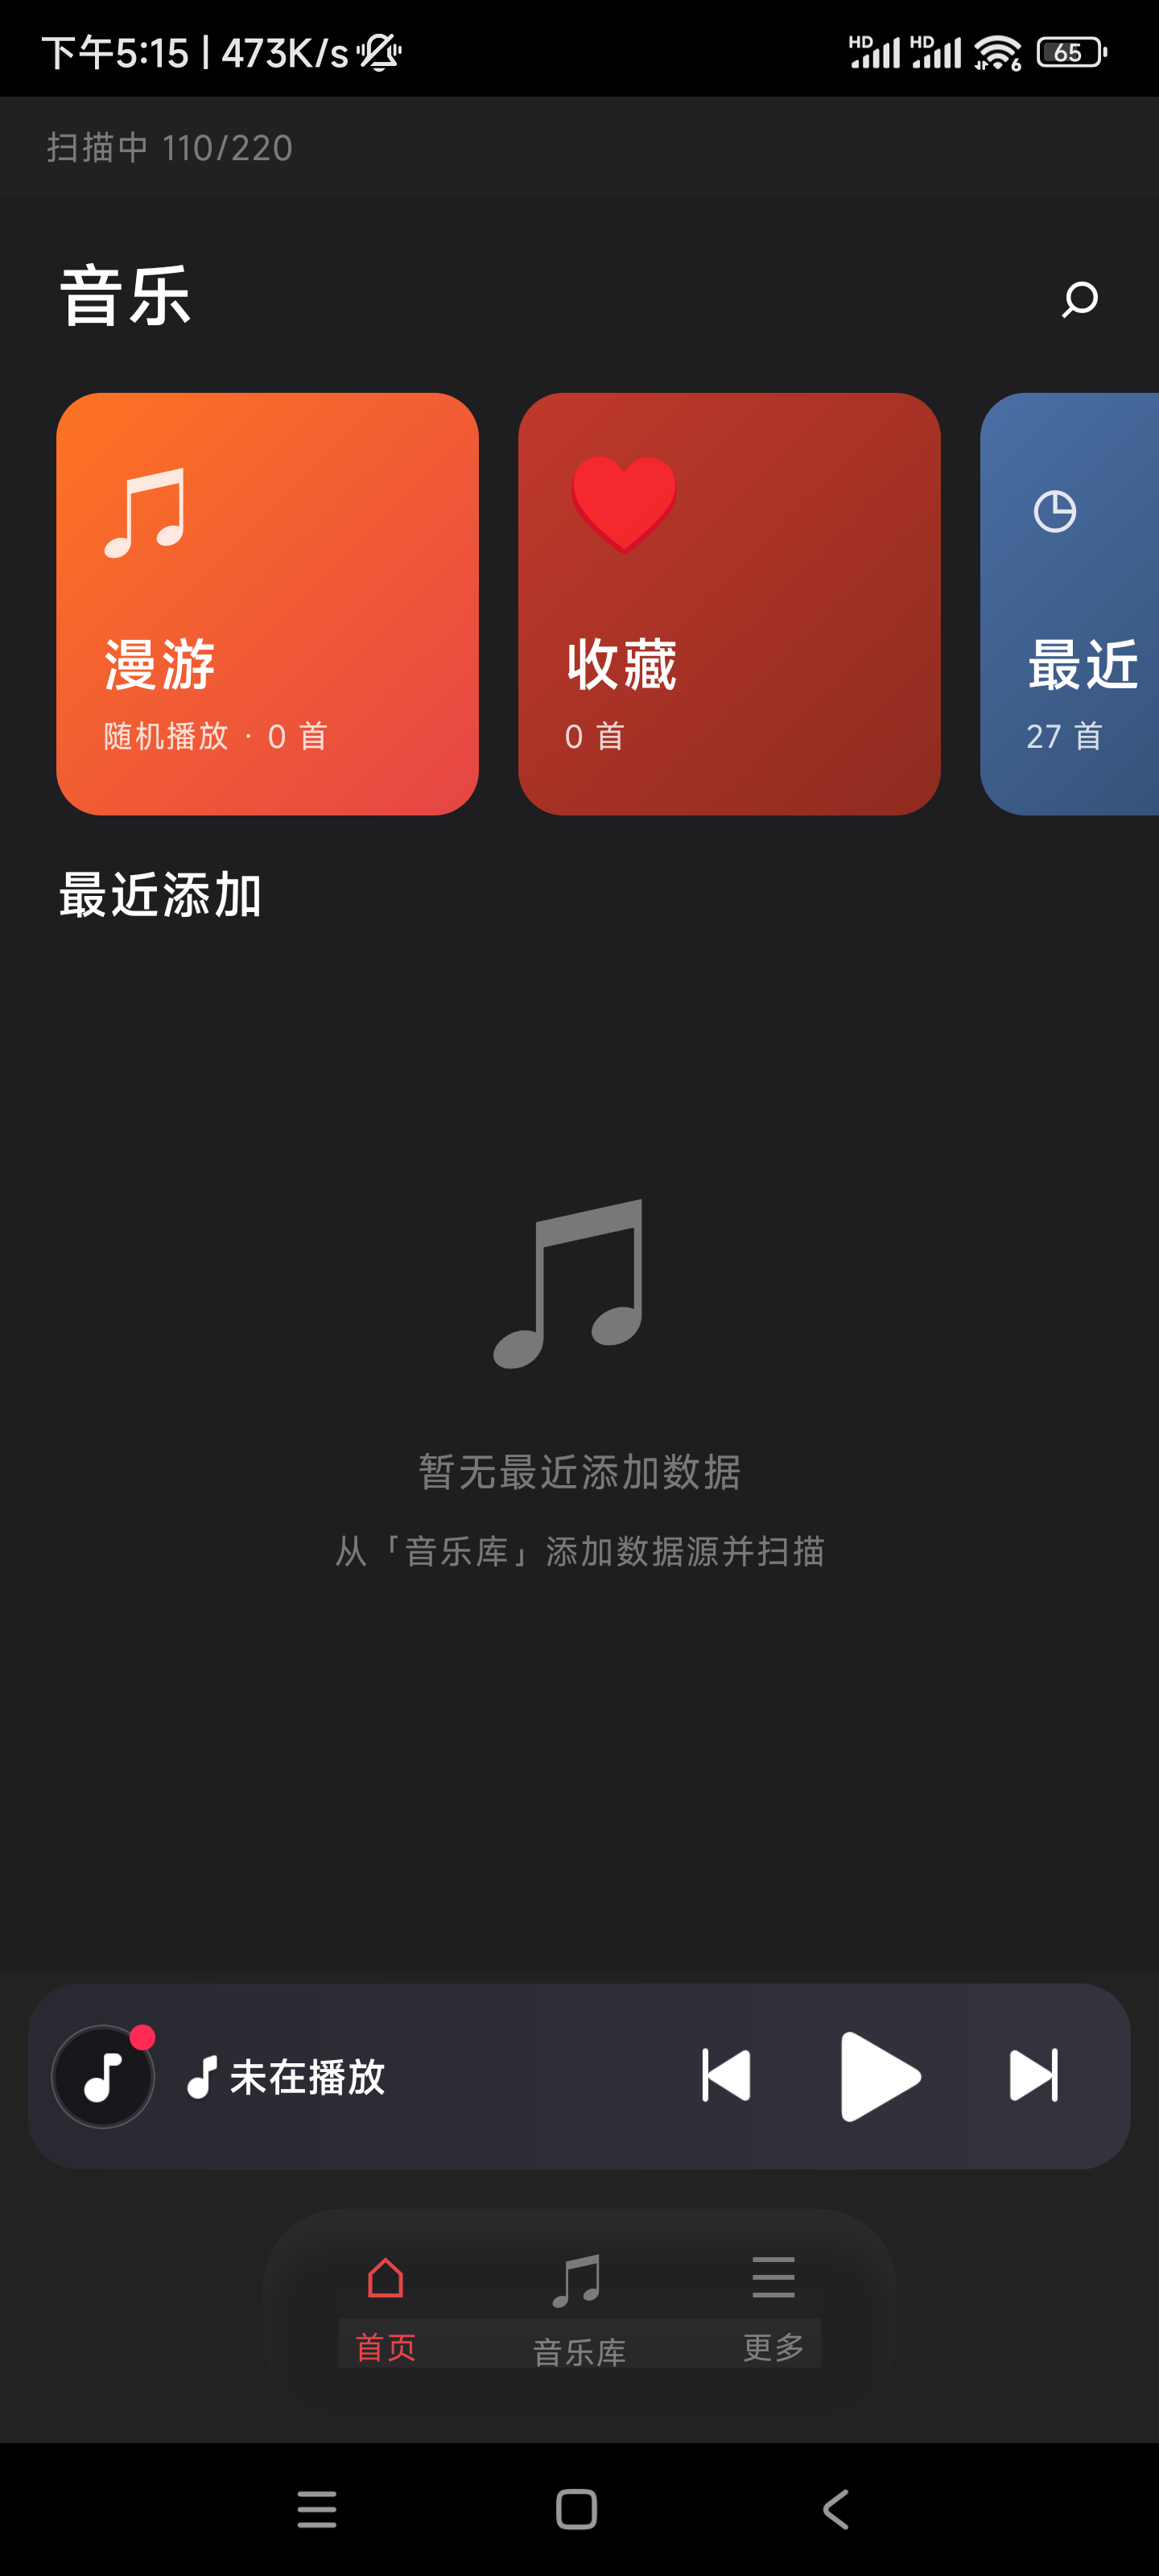 下午5:15 | 473K/s
HD HD 6 65
扫描中 110/220
音乐
漫游
随机播放 · 0 首
收藏
0 首
最近
27 首
最近添加
暂无最近添加数据
从「音乐库」添加数据源并扫描
未在播放
首页
音乐库
更多